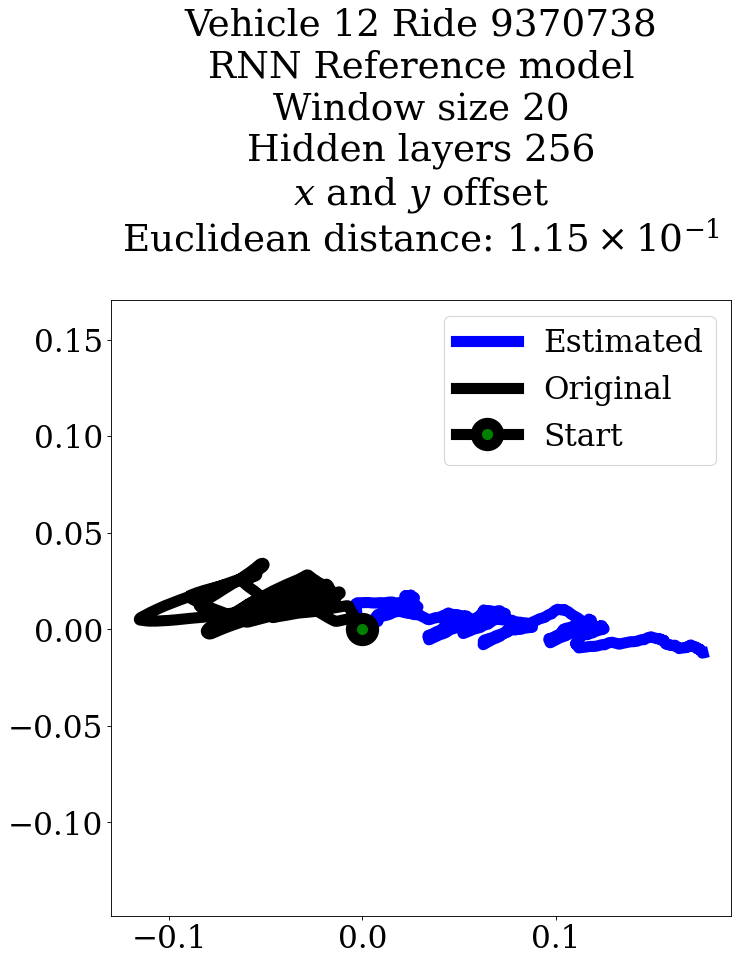 Vehicle 12 Ride 9370738
RNN Reference model
Window size 20
Hidden layers 256
x and y offset
Euclidean distance: 1.15 × 10⁻¹
Estimated
Original
Start
0.15
0.10
0.05
0.00
−0.05
−0.10
−0.1 0.0 0.1